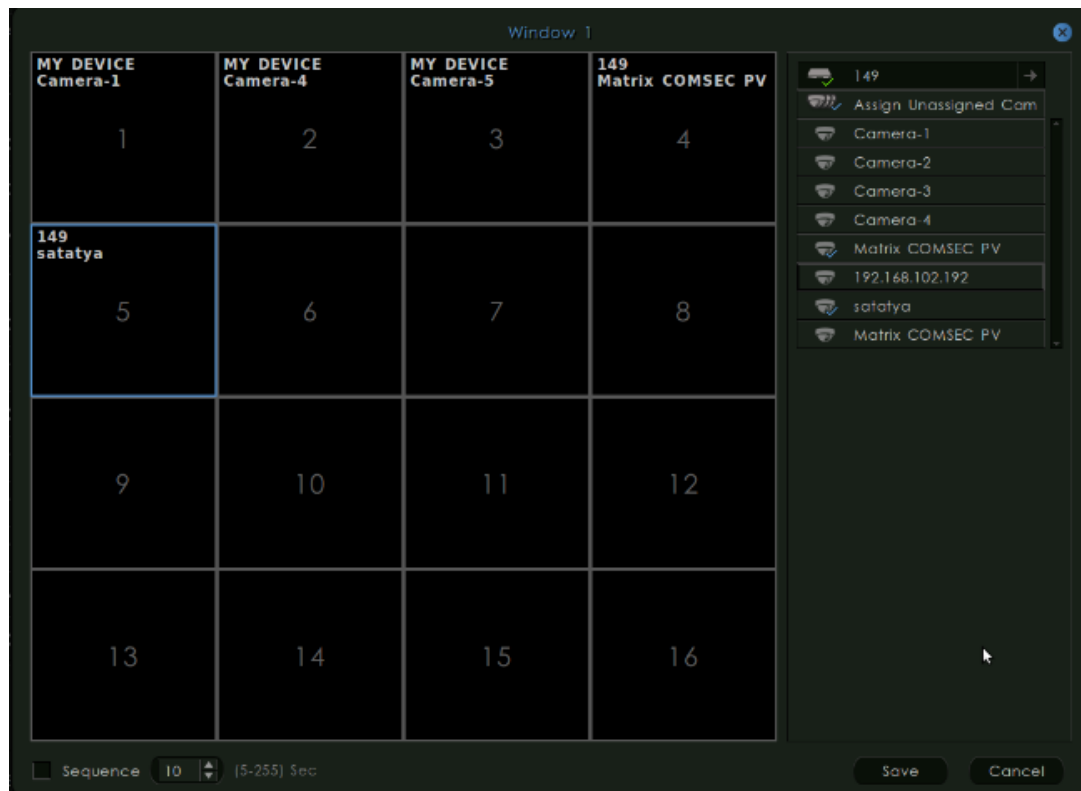 Window 1
MY DEVICE
Camera-1
1
MY DEVICE
Camera-4
2
MY DEVICE
Camera-5
3
149
Matrix COMSEC PV
4
149
satatya
5
6
7
8
9
10
11
12
13
14
15
16
149
Assign Unassigned Cam
Camera-1
Camera-2
Camera-3
Camera-4
Matrix COMSEC PV
192.168.102.192
satatya
Matrix COMSEC PV
Sequence 10 (5-255) Sec
Save Cancel